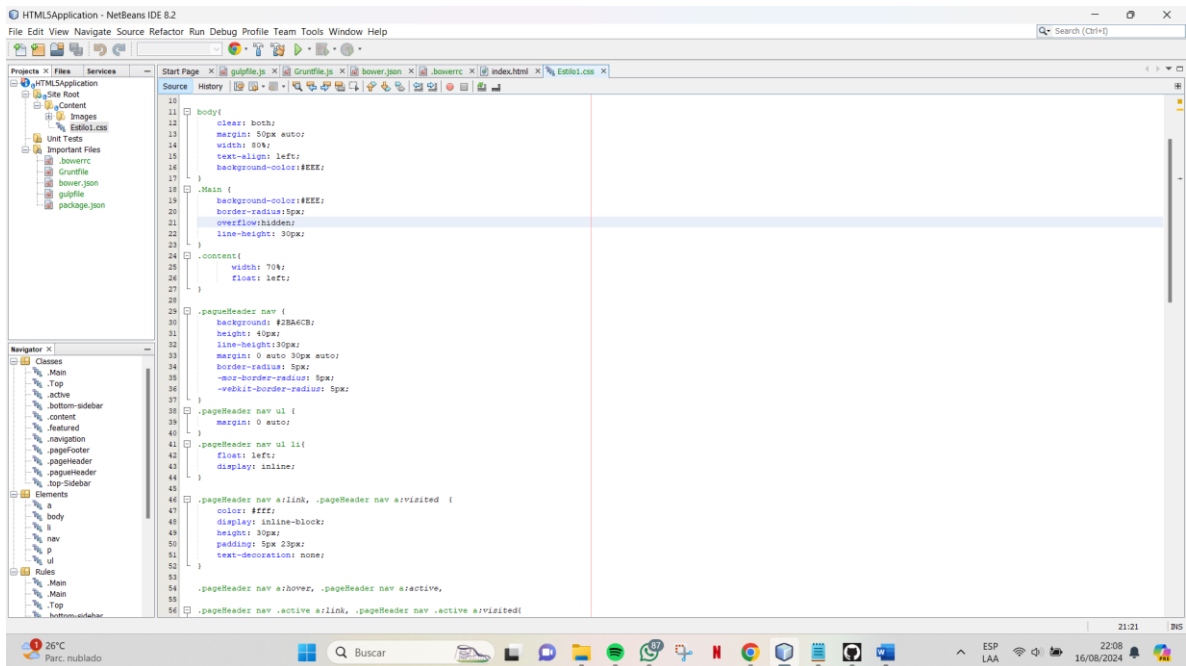 HTML5Application - NetBeans IDE 8.2
File Edit View Navigate Source Refactor Run Debug Profile Team Tools Window Help
Search (Ctrl+I)
Projects Files Services
Start Page gulpfile.js Gruntfile.js bower.json .bowerrc index.html Estilo1.css
HTML5Application
Site Root
Content
Images
Estilo1.css
Unit Tests
Important Files
.bowerrc
Gruntfile
bower.json
gulpfile
package.json
Source History
10
11 body{
12 clear: both;
13 margin: 50px auto;
14 width: 80%;
15 text-align: left;
16 background-color:#EEE;
17 }
18 .Main {
19 background-color:#EEE;
20 border-radius:5px;
21 overflow:hidden;
22 line-height: 30px;
23 }
24 .content{
25 width: 70%;
26 float: left;
27 }
28
29 .pagueHeader nav {
30 background: #2BA6CB;
31 height: 40px;
32 line-height:30px;
33 margin: 0 auto 30px auto;
34 border-radius: 5px;
35 -moz-border-radius: 5px;
36 -webkit-border-radius: 5px;
37 }
38 .pageHeader nav ul {
39 margin: 0 auto;
40 }
41 .pageHeader nav ul li{
42 float: left;
43 display: inline;
44 }
45
46 .pageHeader nav a:link, .pageHeader nav a:visited {
47 color: #fff;
48 display: inline-block;
49 height: 30px;
50 padding: 5px 23px;
51 text-decoration: none;
52 }
53
54 .pageHeader nav a:hover, .pageHeader nav a:active,
55
56 .pageHeader nav .active a:link, .pageHeader nav .active a:visited{
Navigator
Classes
.Main
.Top
.active
.bottom-sidebar
.content
.featured
.navigation
.pageFooter
.pageHeader
.pagueHeader
.top-Sidebar
Elements
a
body
li
nav
p
ul
Rules
.Main
.Main
.Top
.bottom-sidebar
21:21 INS
1
26°C
Parc. nublado
Buscar
87
ESP
LAA
22:08
16/08/2024